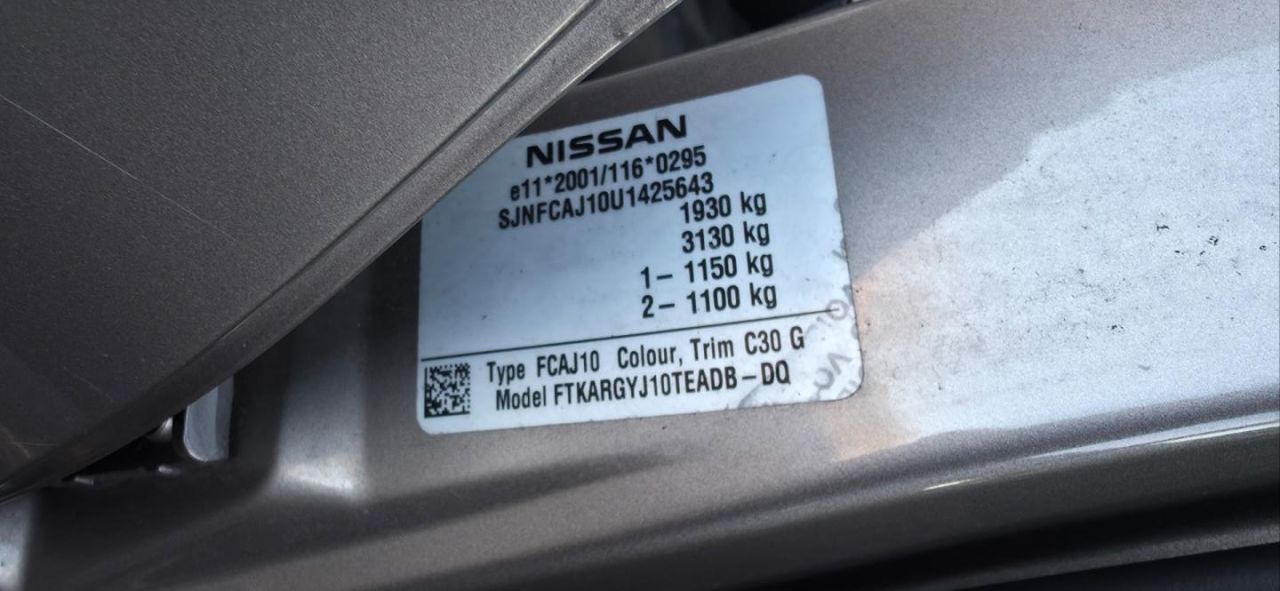 NISSAN
e11*2001/116*0295
SJNFCAJ10U1425643
1930 kg
3130 kg
1- 1150 kg
2- 1100 kg
Type FCAJ10 Colour, Trim C30 G
Model FTKARGYJ10TEADB-DQ